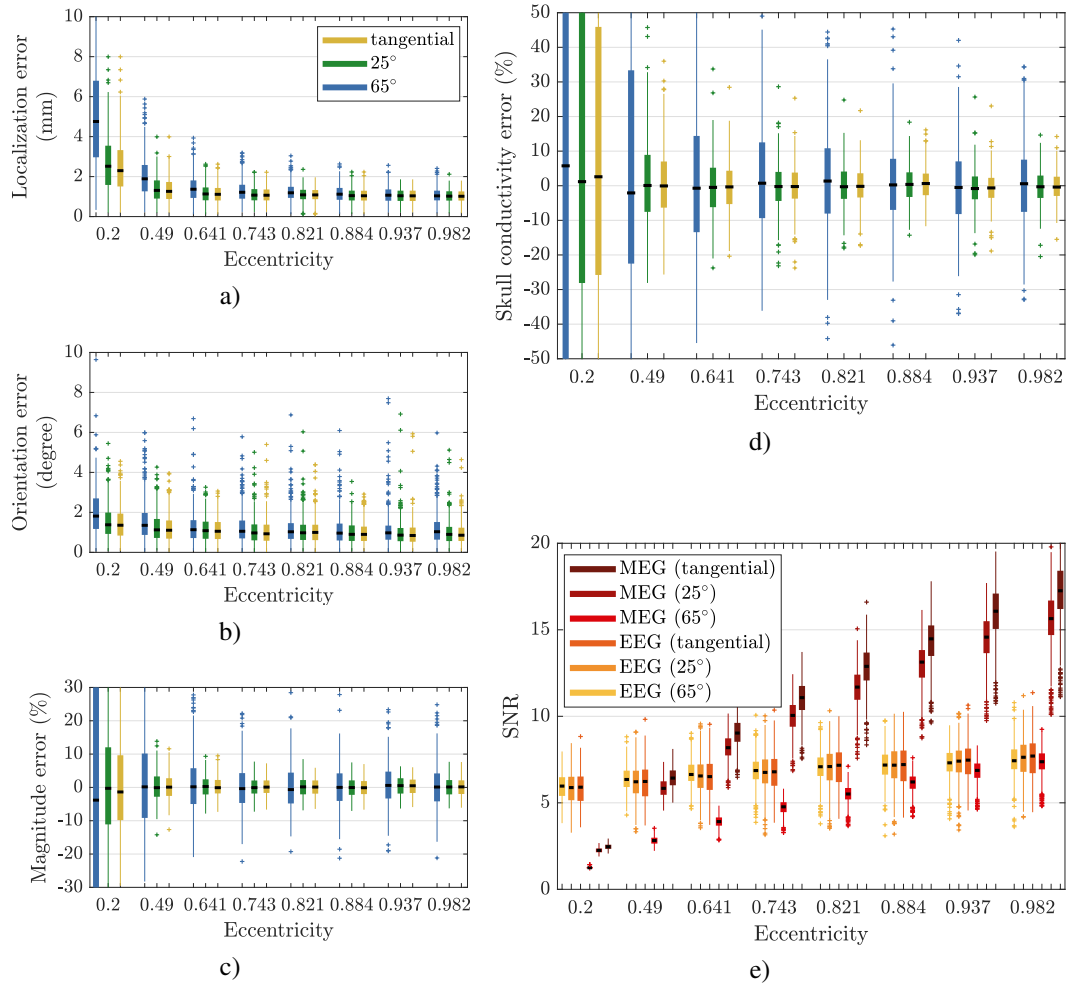 10
8
6
4
2
0
Localization error
(mm)
tangential
25°
65°
0.2 0.49 0.641 0.743 0.821 0.884 0.937 0.982
Eccentricity
a)
10
8
6
4
2
0
Orientation error
(degree)
0.2 0.49 0.641 0.743 0.821 0.884 0.937 0.982
Eccentricity
b)
30
20
10
0
-10
-20
-30
Magnitude error (%)
0.2 0.49 0.641 0.743 0.821 0.884 0.937 0.982
Eccentricity
c)
50
40
30
20
10
0
-10
-20
-30
-40
-50
Skull conductivity error (%)
0.2 0.49 0.641 0.743 0.821 0.884 0.937 0.982
Eccentricity
d)
20
15
10
5
0
SNR
MEG (tangential)
MEG (25°)
MEG (65°)
EEG (tangential)
EEG (25°)
EEG (65°)
0.2 0.49 0.641 0.743 0.821 0.884 0.937 0.982
Eccentricity
e)